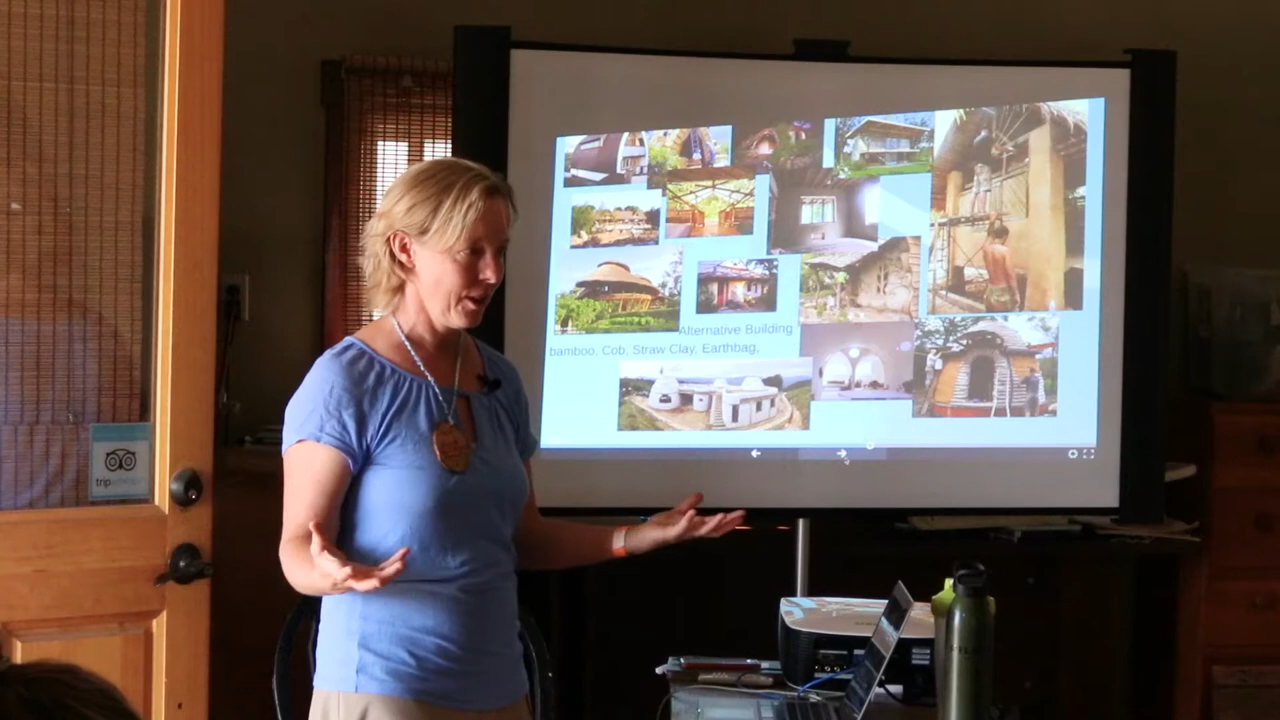 Alternative Building
bamboo, Cob, Straw Clay, Earthbag,
trip